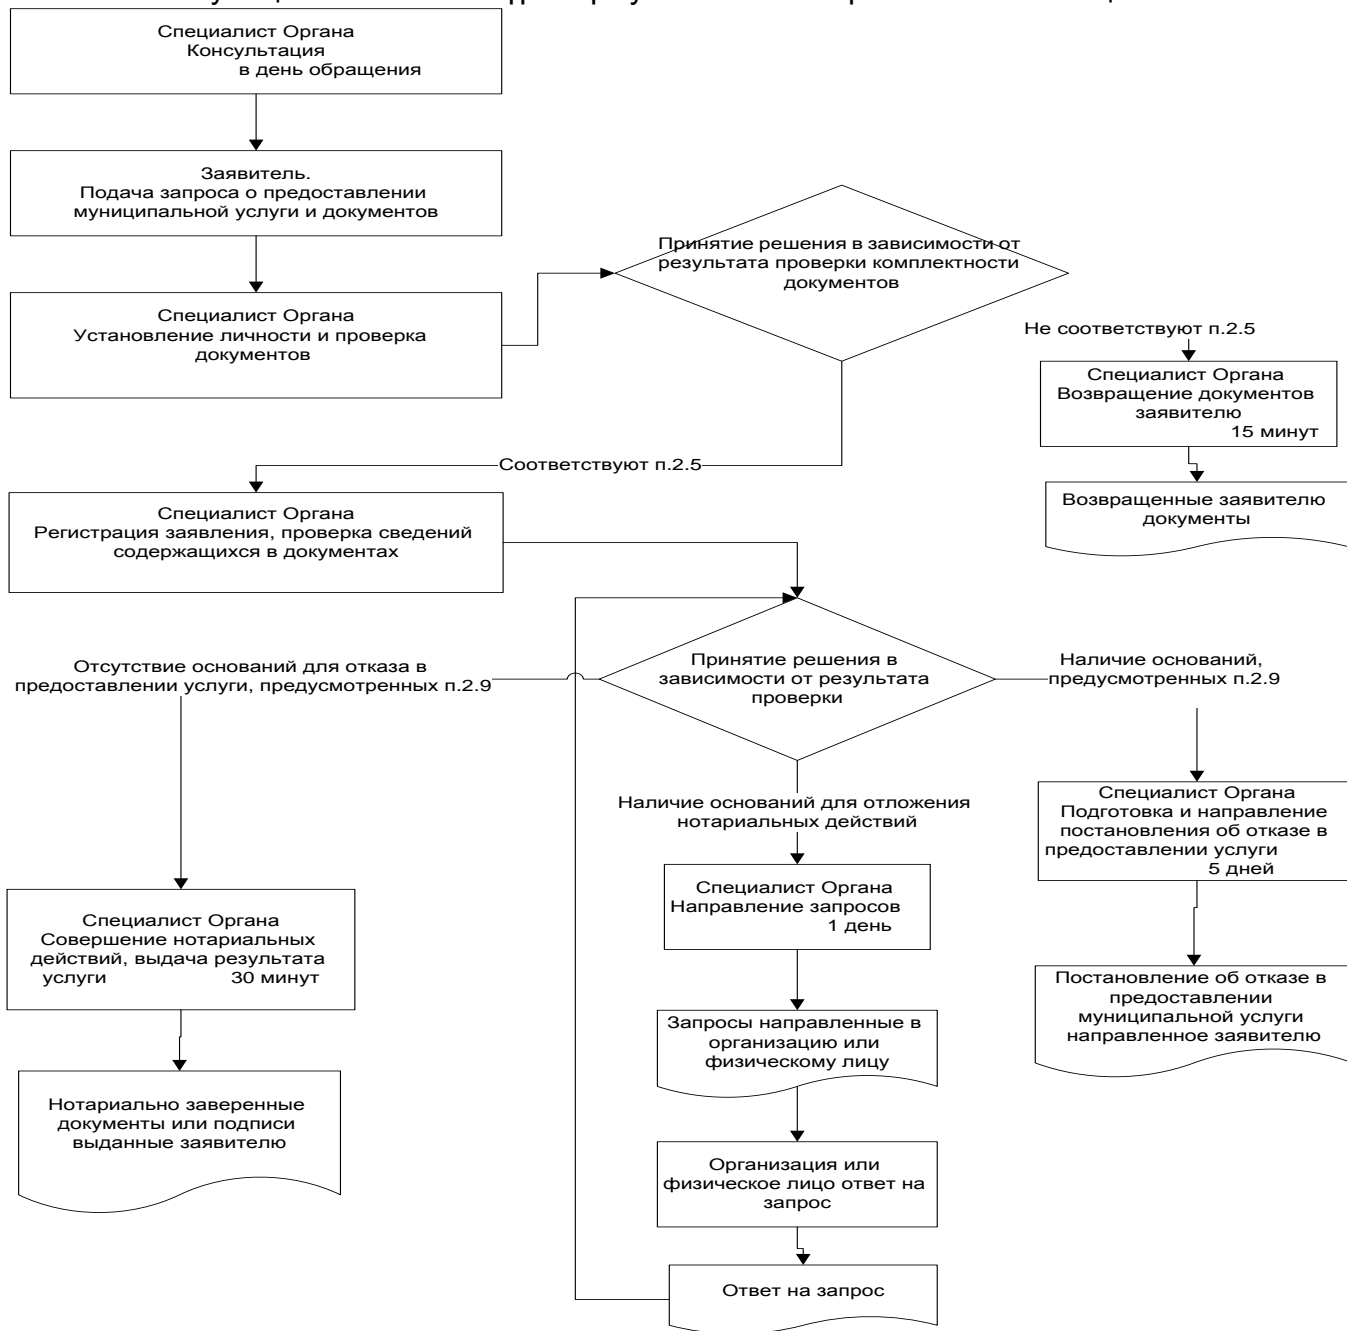 Специалист Органа
Консультация
в день обращения
Заявитель.
Подача запроса о предоставлении
муниципальной услуги и документов
Специалист Органа
Установление личности и проверка
документов
Принятие решения в зависимости от
результата проверки комплектности
документов
Не соответствуют п.2.5
Специалист Органа
Возвращение документов
заявителю
15 минут
Возвращенные заявителю
документы
Соответствуют п.2.5
Специалист Органа
Регистрация заявления, проверка сведений
содержащихся в документах
Принятие решения в
зависимости от результата
проверки
Отсутствие оснований для отказа в
предоставлении услуги, предусмотренных п.2.9
Наличие оснований,
предусмотренных п.2.9
Наличие оснований для отложения
нотариальных действий
Специалист Органа
Подготовка и направление
постановления об отказе в
предоставлении услуги
5 дней
Специалист Органа
Направление запросов
1 день
Специалист Органа
Совершение нотариальных
действий, выдача результата
услуги 30 минут
Постановление об отказе в
предоставлении
муниципальной услуги
направленное заявителю
Запросы направленные в
организацию или
физическому лицу
Нотариально заверенные
документы или подписи
выданные заявителю
Организация или
физическое лицо ответ на
запрос
Ответ на запрос